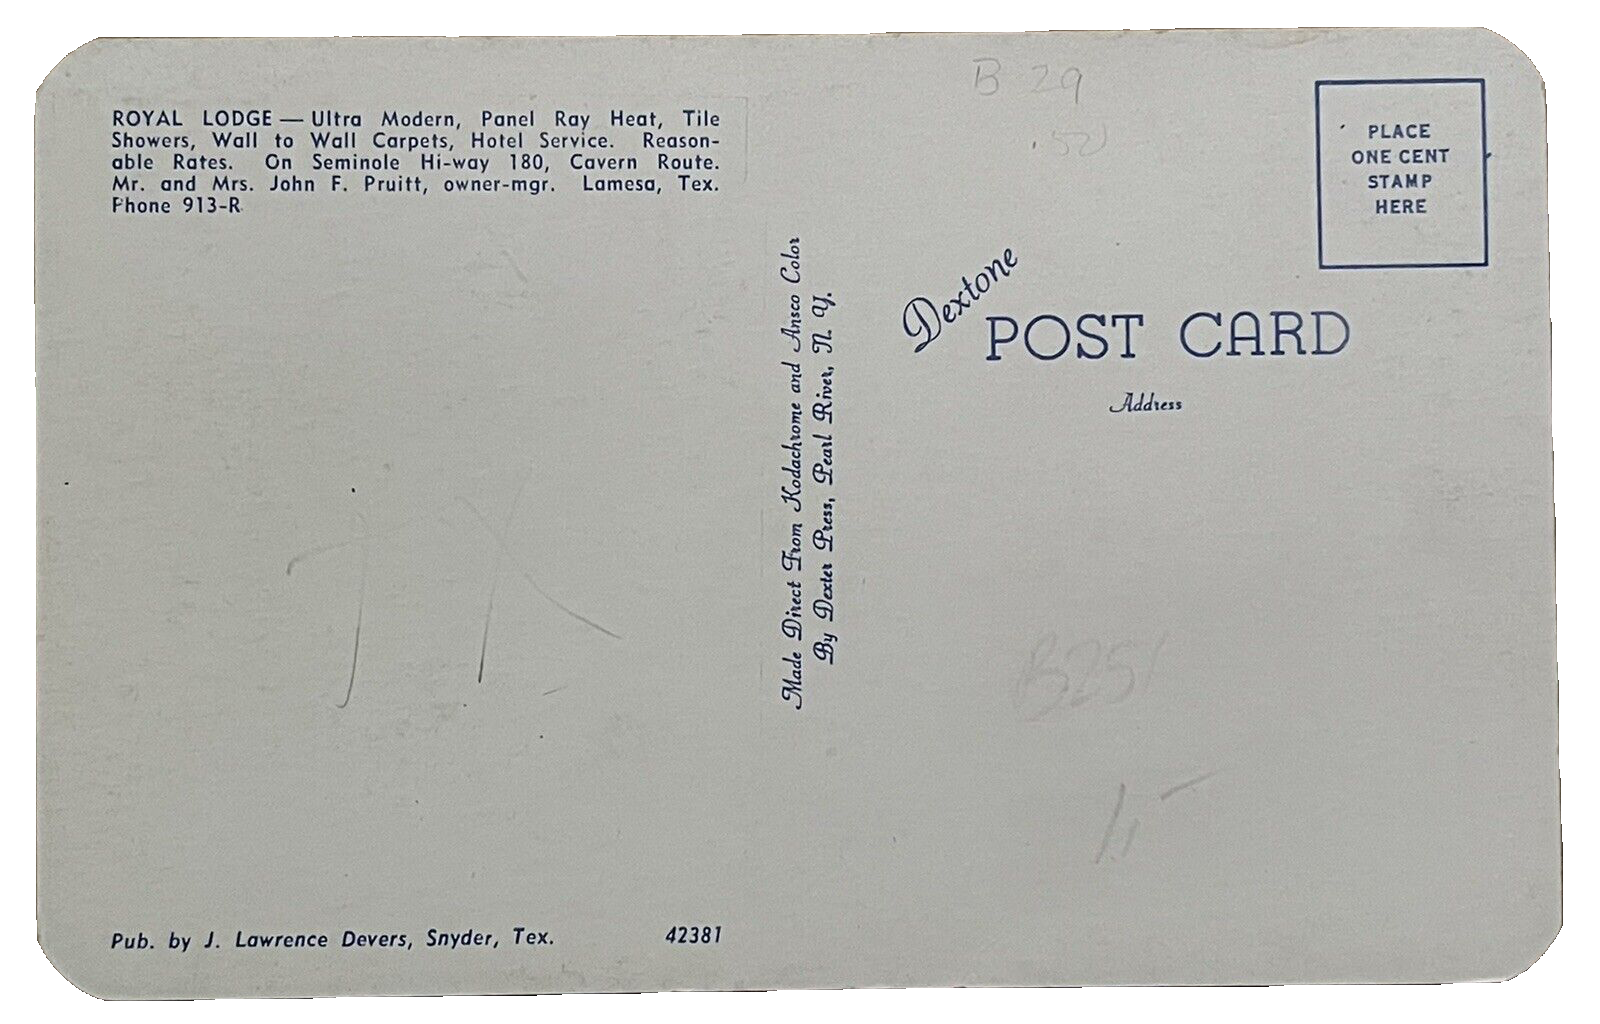 ROYAL LODGE — Ultra Modern, Panel Ray Heat, Tile
Showers, Wall to Wall Carpets, Hotel Service. Reason-
able Rates. On Seminole Hi-way 180, Cavern Route.
Mr. and Mrs. John F. Pruitt, owner-mgr. Lamesa, Tex.
Phone 913-R
Pub. by J. Lawrence Devers, Snyder, Tex. 42381
TX
Made Direct From Kodachrome and Ansco Color
By Dexter Press, Pearl River, N. Y.
B 29
.50
PLACE
ONE CENT
STAMP
HERE
Dextone
POST CARD
Address
B251